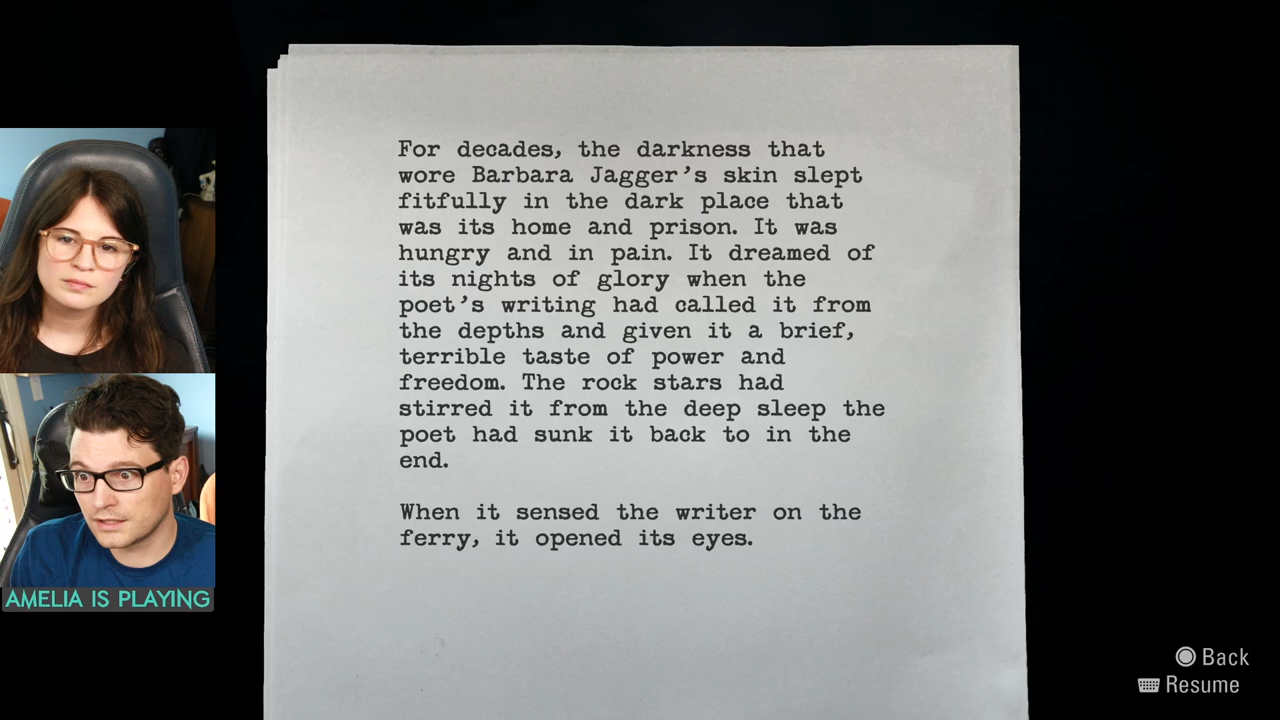 For decades, the darkness that
wore Barbara Jagger's skin slept
fitfully in the dark place that
was its home and prison. It was
hungry and in pain. It dreamed of
its nights of glory when the
poet's writing had called it from
the depths and given it a brief,
terrible taste of power and
freedom. The rock stars had
stirred it from the deep sleep the
poet had sunk it back to in the
end.
When it sensed the writer on the
ferry, it opened its eyes.
AMELIA IS PLAYING
Back
Resume